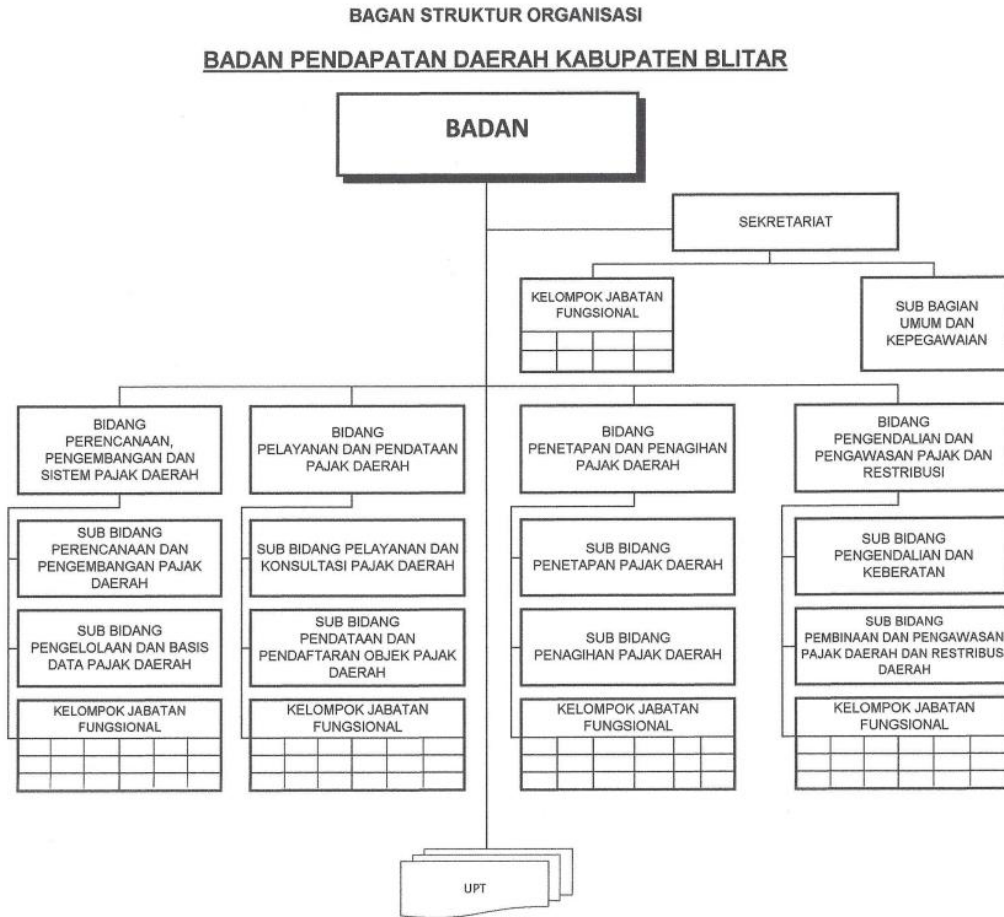 BAGAN STRUKTUR ORGANISASI
BADAN PENDAPATAN DAERAH KABUPATEN BLITAR
BADAN
SEKRETARIAT
KELOMPOK JABATAN
FUNGSIONAL
SUB BAGIAN
UMUM DAN
KEPEGAWAIAN
BIDANG
PERENCANAAN,
PENGEMBANGAN DAN
SISTEM PAJAK DAERAH
BIDANG
PELAYANAN DAN PENDATAAN
PAJAK DAERAH
BIDANG
PENETAPAN DAN PENAGIHAN
PAJAK DAERAH
BIDANG
PENGENDALIAN DAN
PENGAWASAN PAJAK DAN
RESTRIBUSI
SUB BIDANG
PERENCANAAN DAN
PENGEMBANGAN PAJAK
DAERAH
SUB BIDANG PELAYANAN DAN
KONSULTASI PAJAK DAERAH
SUB BIDANG
PENETAPAN PAJAK DAERAH
SUB BIDANG
PENGENDALIAN DAN
KEBERATAN
SUB BIDANG
PENGELOLAAN DAN BASIS
DATA PAJAK DAERAH
SUB BIDANG
PENDATAAN DAN
PENDAFTARAN OBJEK PAJAK
DAERAH
SUB BIDANG
PENAGIHAN PAJAK DAERAH
SUB BIDANG
PEMBINAAN DAN PENGAWASAN
PAJAK DAERAH DAN RESTRIBUS
DAERAH
KELOMPOK JABATAN
FUNGSIONAL
KELOMPOK JABATAN
FUNGSIONAL
KELOMPOK JABATAN
FUNGSIONAL
KELOMPOK JABATAN
FUNGSIONAL
UPT